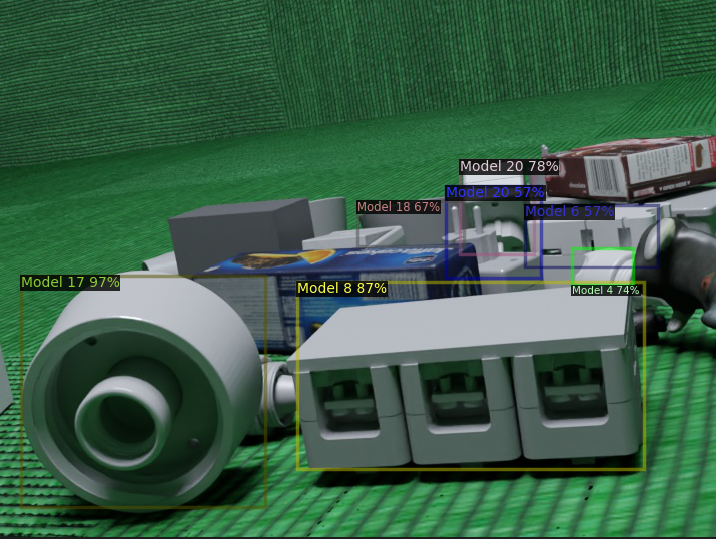 Model 20 78%
Model 20 57%
Model 18 67%
Model 6 57%
Model 17 97%
Model 8 87%
Model 4 74%